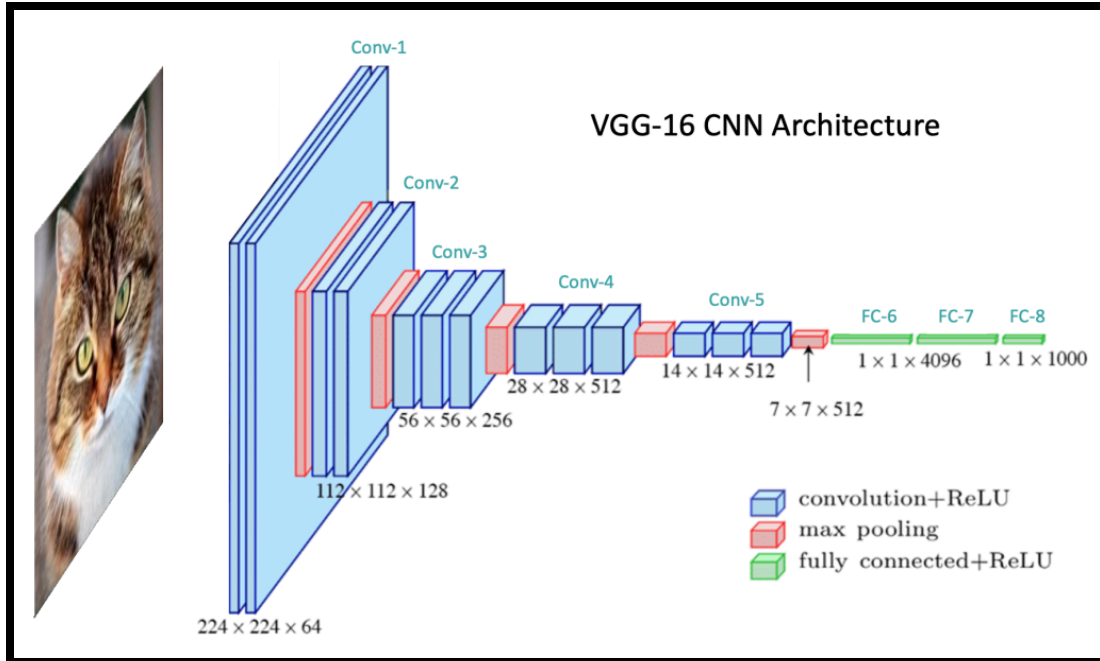 Conv-1
VGG-16 CNN Architecture
Conv-2
Conv-3
Conv-4
Conv-5
FC-6
FC-7
FC-8
1 × 1 × 4096
1 × 1 × 1000
14 × 14 × 512
28 × 28 × 512
7 × 7 × 512
56 × 56 × 256
112 × 112 × 128
convolution+ReLU
max pooling
fully connected+ReLU
224 × 224 × 64